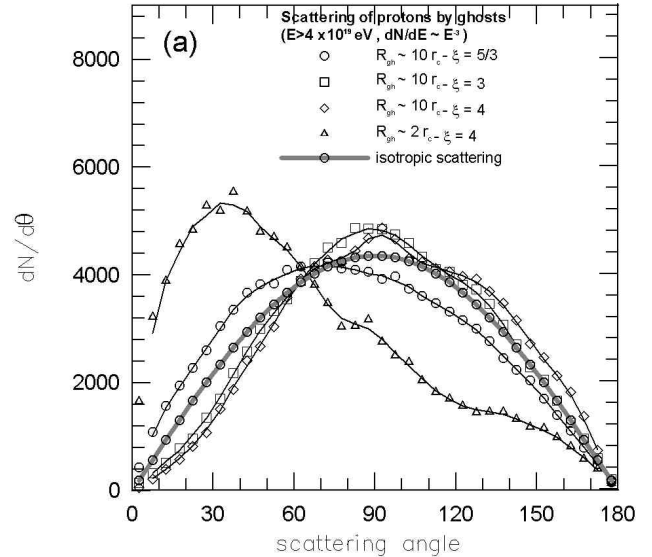 (a)
Scattering of protons by ghosts
(E>4 x10¹⁹ eV , dN/dE ~ E⁻³)
R_gh ~ 10 r_c - ξ = 5/3
R_gh ~ 10 r_c - ξ = 3
R_gh ~ 10 r_c - ξ = 4
R_gh ~ 2 r_c - ξ = 4
isotropic scattering
8000
6000
4000
2000
0
dN/dθ
0 30 60 90 120 150 180
scattering angle